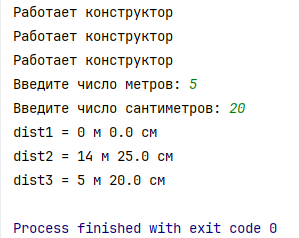 Работает конструктор
Работает конструктор
Работает конструктор
Введите число метров: 5
Введите число сантиметров: 20
dist1 = 0 м 0.0 см
dist2 = 14 м 25.0 см
dist3 = 5 м 20.0 см
Process finished with exit code 0